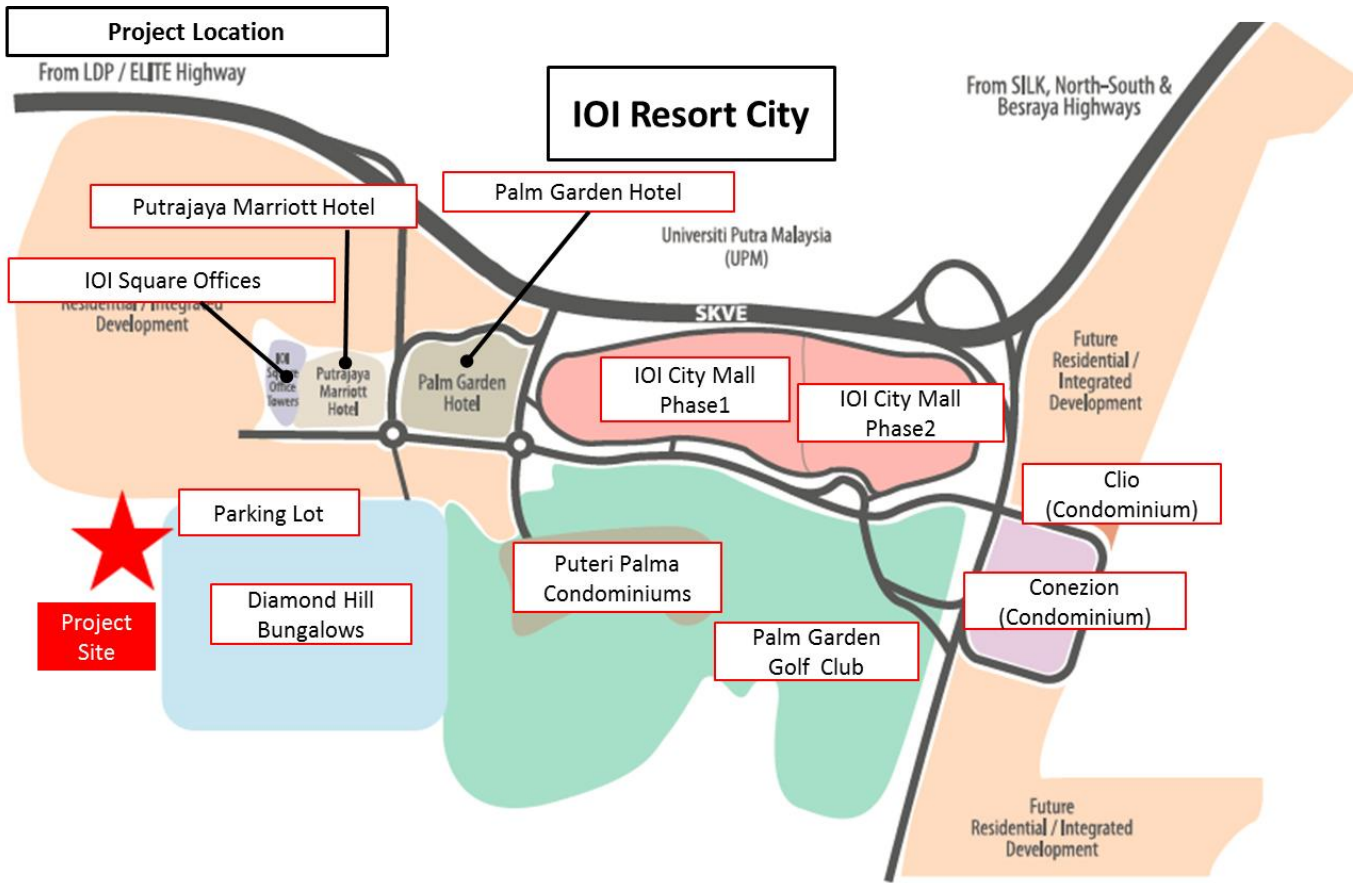 Project Location
From LDP / ELITE Highway
IOI Resort City
From SILK, North-South &
Besraya Highways
Palm Garden Hotel
Putrajaya Marriott Hotel
Universiti Putra Malaysia
(UPM)
IOI Square Offices
Residential / Integrated
Development
SKVE
IOI
Square
Office
Towers
Putrajaya
Marriott
Hotel
Palm Garden
Hotel
IOI City Mall
Phase1
IOI City Mall
Phase2
Future
Residential /
Integrated
Development
Parking Lot
Clio
(Condominium)
Puteri Palma
Condominiums
Conezion
(Condominium)
Diamond Hill
Bungalows
Project
Site
Palm Garden
Golf Club
Future
Residential / Integrated
Development